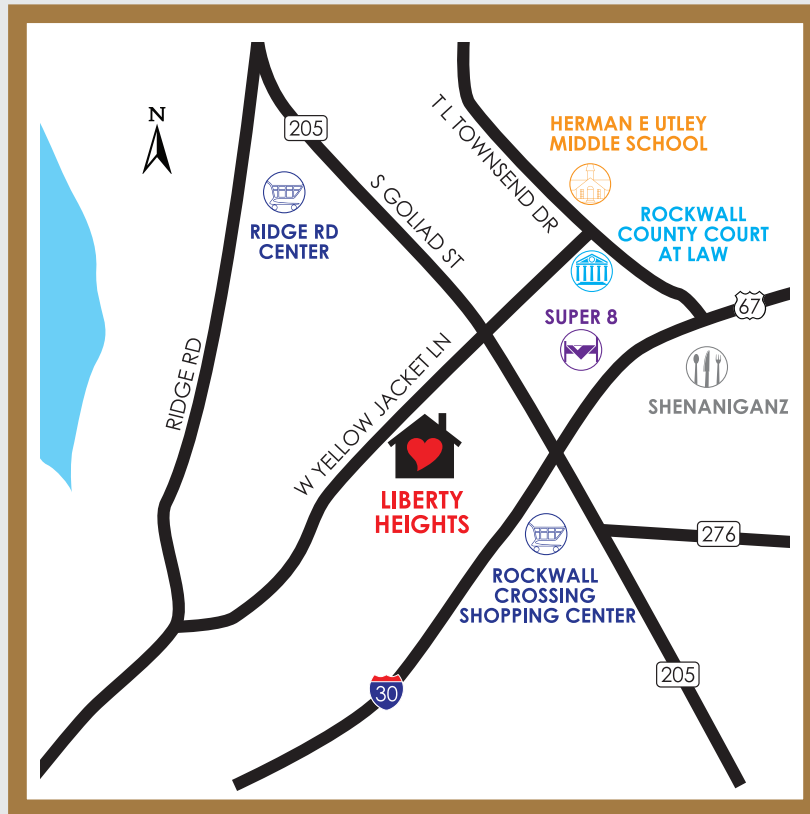 N
205
T L TOWNSEND DR
HERMAN E UTLEY
MIDDLE SCHOOL
S GOLIAD ST
RIDGE RD
CENTER
ROCKWALL
COUNTY COURT
AT LAW
67
SUPER 8
RIDGE RD
W YELLOW JACKET LN
SHENANIGANZ
LIBERTY
HEIGHTS
276
ROCKWALL
CROSSING
SHOPPING CENTER
205
30